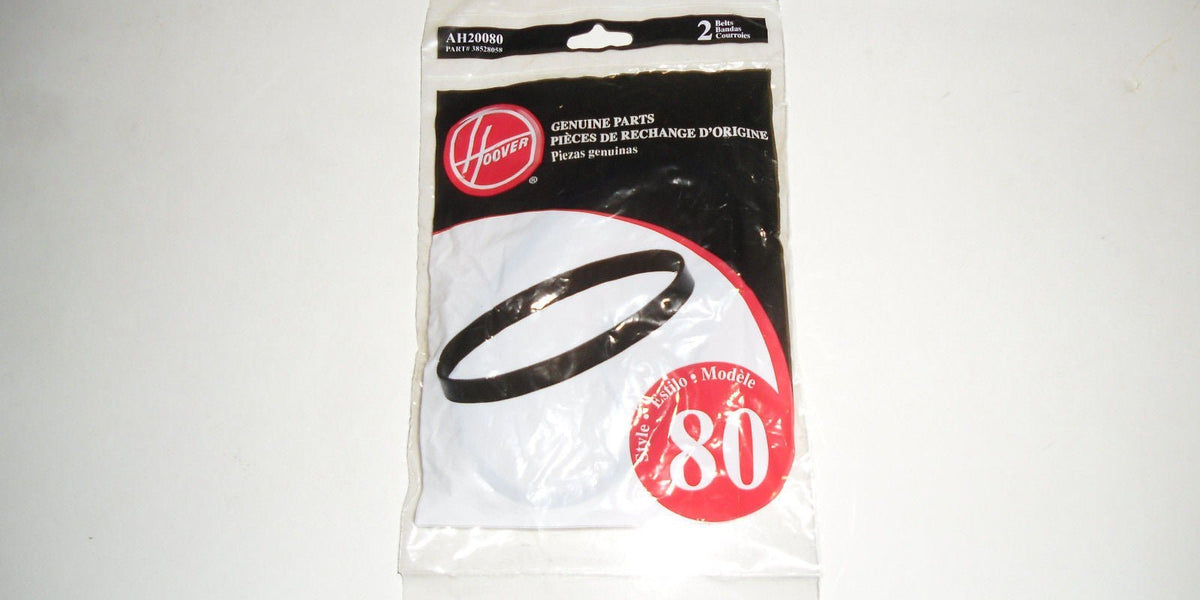 AH20080
PART# 38528058
2 Belts
Bandas
Courroies
HOOVER
®
GENUINE PARTS
PIÈCES DE RECHANGE D'ORIGINE
Piezas genuinas
Style • Estilo • Modèle
80